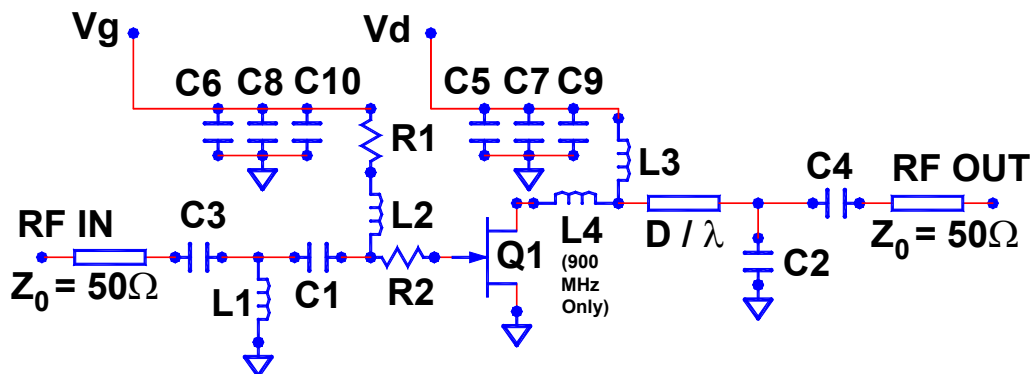 Vg
Vd
C6 C8 C10
C5 C7 C9
R1
L3
C4
RF OUT
RF IN
C3
L2
L4
(900
MHz
Only)
D / λ
Z₀ = 50Ω
Q1
C2
Z₀ = 50Ω
L1
C1
R2